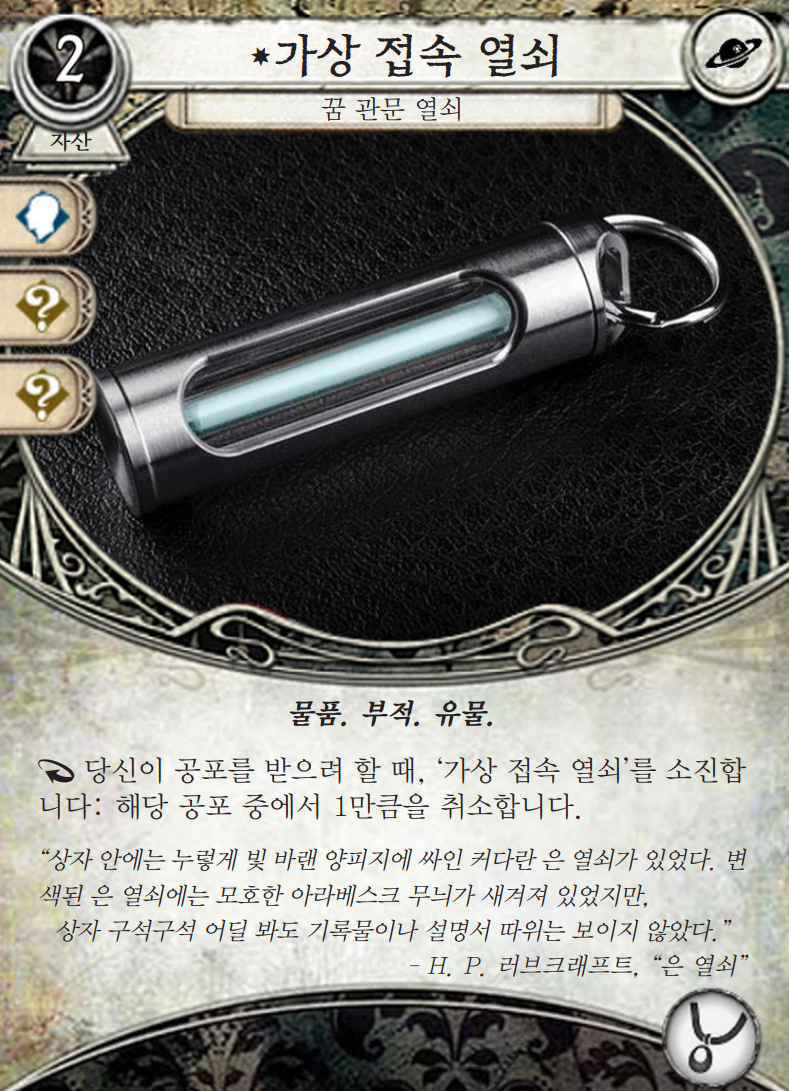 2
✷가상 접속 열쇠
꿈 관문 열쇠
자산
?
?
물품. 부적. 유물.
당신이 공포를 받으려 할 때, ‘가상 접속 열쇠’를 소진합
니다: 해당 공포 중에서 1만큼을 취소합니다.
“상자 안에는 누렇게 빛 바랜 양피지에 싸인 커다란 은 열쇠가 있었다. 변
색된 은 열쇠에는 모호한 아라베스크 무늬가 새겨져 있었지만,
상자 구석구석 어딜 봐도 기록물이나 설명서 따위는 보이지 않았다.”
- H. P. 러브크래프트, “은 열쇠”